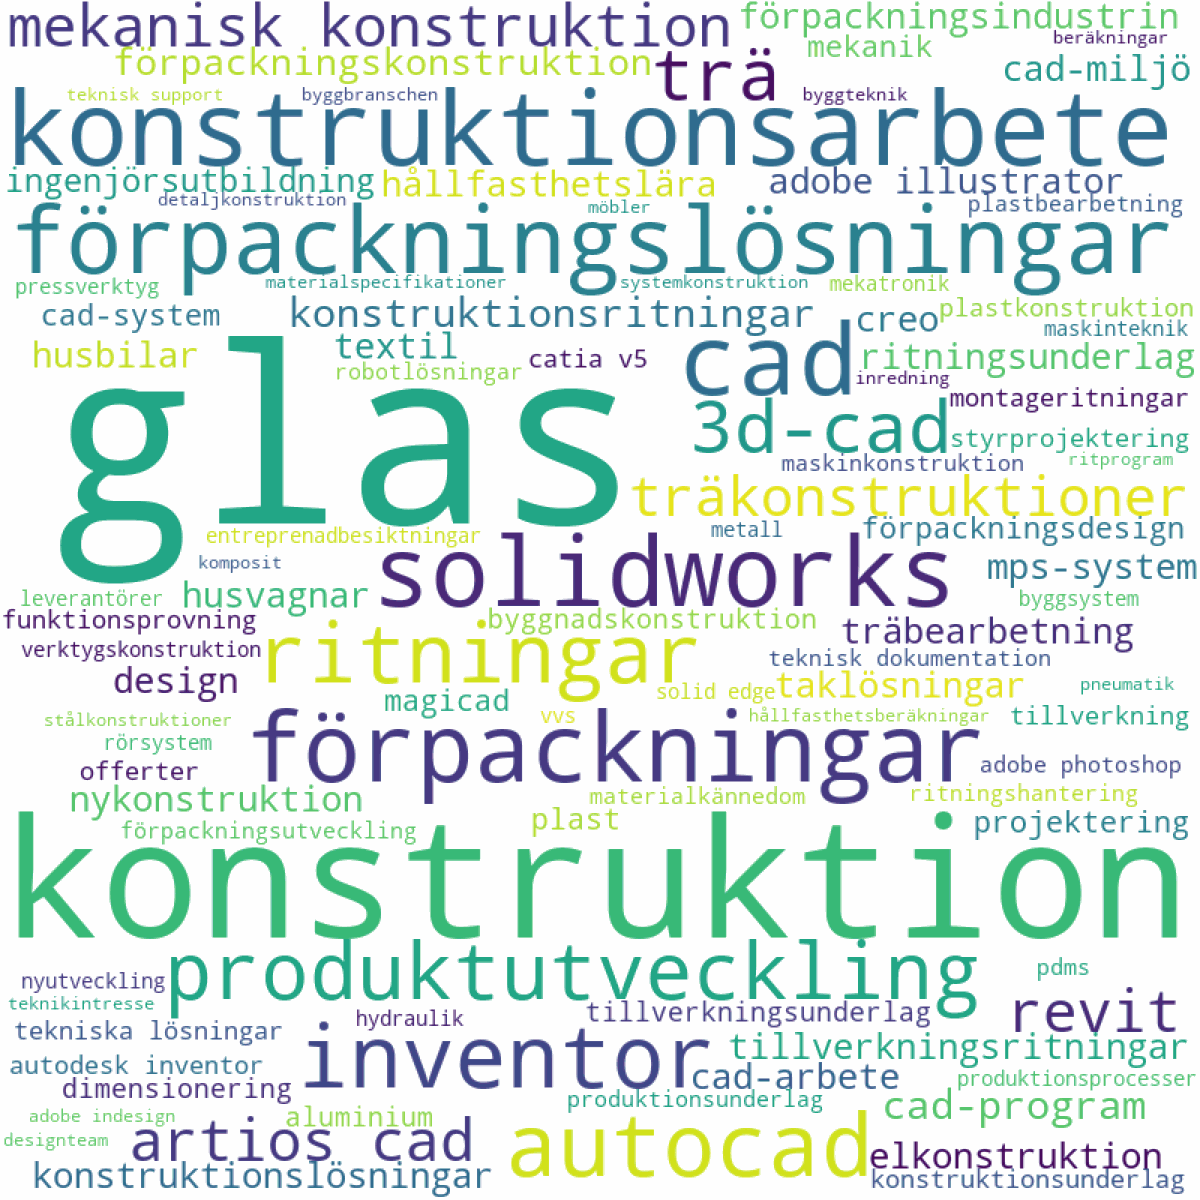 mekanisk konstruktion
förpackningsindustrin
beräkningar
mekanik
förpackningskonstruktion
trä
cad-miljö
teknisk support
byggbranschen
byggteknik
konstruktionsarbete
ingenjörsutbildning
hållfasthetslära
adobe illustrator
detaljkonstruktion
möbler
plastbearbetning
förpackningslösningar
pressverktyg
materialspecifikationer
systemkonstruktion
mekatronik
cad-system
konstruktionsritningar
creo
plastkonstruktion
maskinteknik
husbilar
textil
catia v5
cad
ritningsunderlag
robotlösningar
inredning
montageritningar
glas
3d-cad
styrprojektering
maskinkonstruktion
ritprogram
träkonstruktioner
entreprenadbesiktningar
metall
förpackningsdesign
komposit
solidworks
mps-system
leverantörer
husvagnar
byggsystem
funktionsprovning
byggnadskonstruktion
träbearbetning
verktygskonstruktion
ritningar
teknisk dokumentation
design
magicad
solid edge
taklösningar
pneumatik
stålkonstruktioner
vvs
hållfasthetsberäkningar
tillverkning
rörsystem
förpackningar
offerter
adobe photoshop
nykonstruktion
materialkännedom
ritningshantering
förpackningsutveckling
plast
projektering
konstruktion
produktutveckling
nyutveckling
pdms
teknikintresse
hydraulik
tillverkningsunderlag
revit
tekniska lösningar
inventor
tillverkningsritningar
autodesk inventor
cad-arbete
produktionsprocesser
dimensionering
produktionsunderlag
cad-program
adobe indesign
aluminium
designteam
artios cad
autocad
elkonstruktion
konstruktionslösningar
konstruktionsunderlag